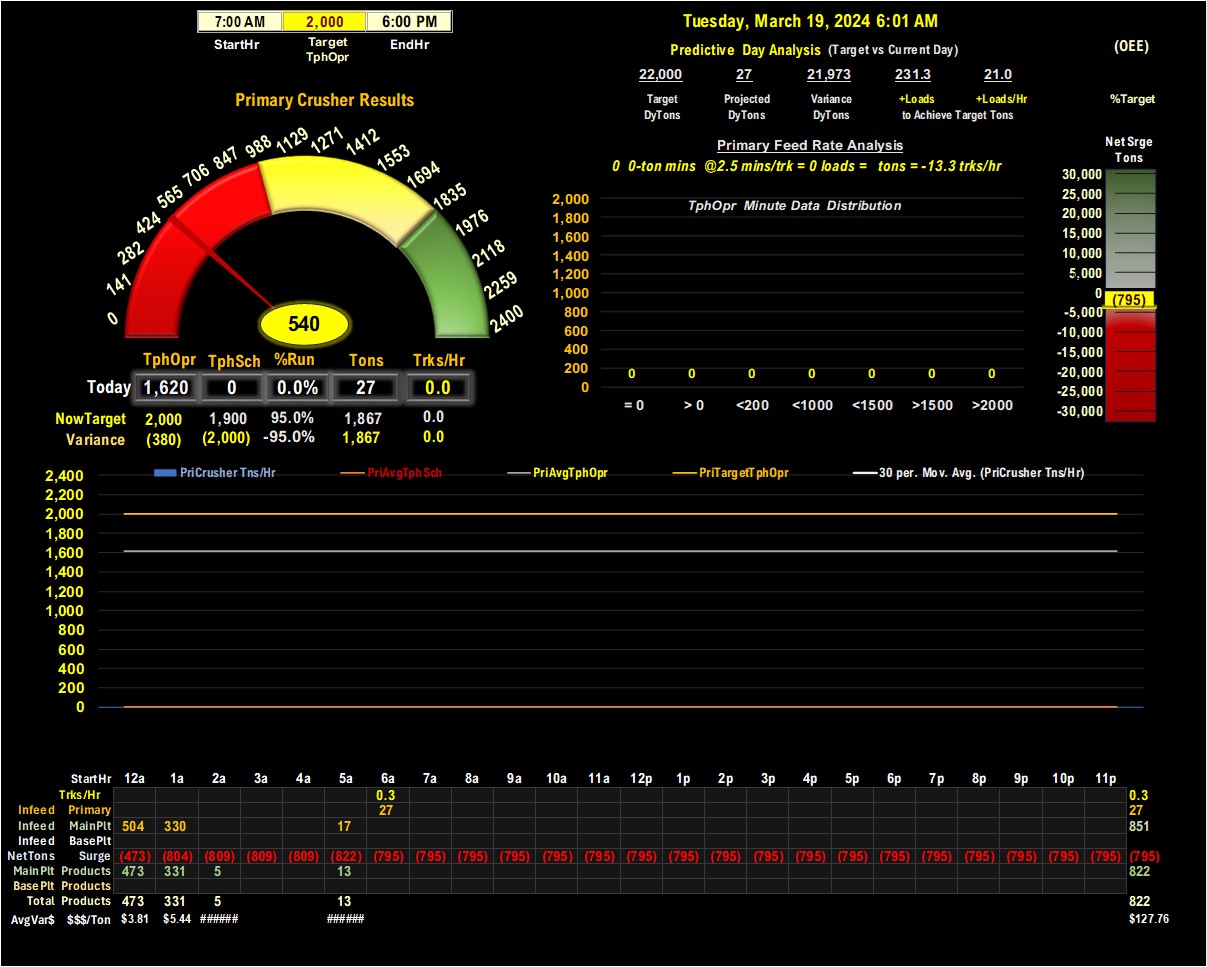 7:00 AM 2,000 6:00 PM
StartHr Target TphOpr EndHr
Tuesday, March 19, 2024 6:01 AM
Predictive Day Analysis (Target vs Current Day)
(OEE)
22,000 27 21,973 231.3 21.0
Target Projected Variance +Loads +Loads/Hr
DyTons DyTons DyTons to Achieve Target Tons
%Target
Primary Crusher Results
0 141 282 424 565 706 847 988 1129 1271 1412 1553 1694 1835 1976 2118 2259 2400
540
Primary Feed Rate Analysis
0 0-ton mins @2.5 mins/trk = 0 loads = tons = -13.3 trks/hr
TphOpr Minute Data Distribution
2,000
1,800
1,600
1,400
1,200
1,000
800
600
400
200
0
0 0 0 0 0 0 0
= 0 > 0 <200 <1000 <1500 >1500 >2000
Net Srge
Tons
30,000
25,000
20,000
15,000
10,000
5,000
0
(795)
-5,000
-10,000
-15,000
-20,000
-25,000
-30,000
TphOpr TphSch %Run Tons Trks/Hr
Today 1,620 0 0.0% 27 0.0
NowTarget 2,000 1,900 95.0% 1,867 0.0
Variance (380) (2,000) -95.0% 1,867 0.0
PriCrusher Tns/Hr PriAvgTphSch PriAvgTphOpr PriTargetTphOpr 30 per. Mov. Avg. (PriCrusher Tns/Hr)
2,400
2,200
2,000
1,800
1,600
1,400
1,200
1,000
800
600
400
200
0
StartHr 12a 1a 2a 3a 4a 5a 6a 7a 8a 9a 10a 11a 12p 1p 2p 3p 4p 5p 6p 7p 8p 9p 10p 11p
Trks/Hr 0.3 0.3
Infeed Primary 27 27
Infeed MainPlt 504 330 17 851
Infeed BasePlt
NetTons Surge (473) (804) (809) (809) (809) (822) (795) (795) (795) (795) (795) (795) (795) (795) (795) (795) (795) (795) (795) (795) (795) (795) (795) (795) (795)
MainPlt Products 473 331 5 13 822
BasePlt Products
Total Products 473 331 5 13 822
AvgVar$ $$$/Ton $3.81 $5.44 ###### ###### $127.76